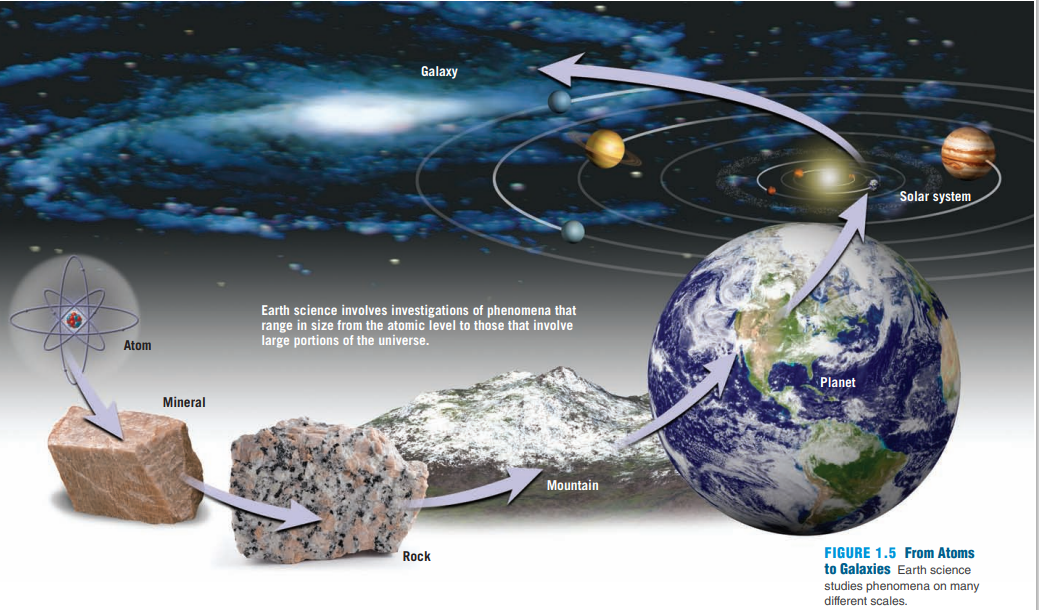 Galaxy
Solar system
Earth science involves investigations of phenomena that
range in size from the atomic level to those that involve
large portions of the universe.
Atom
Planet
Mineral
Mountain
Rock
FIGURE 1.5 From Atoms
to Galaxies Earth science
studies phenomena on many
different scales.